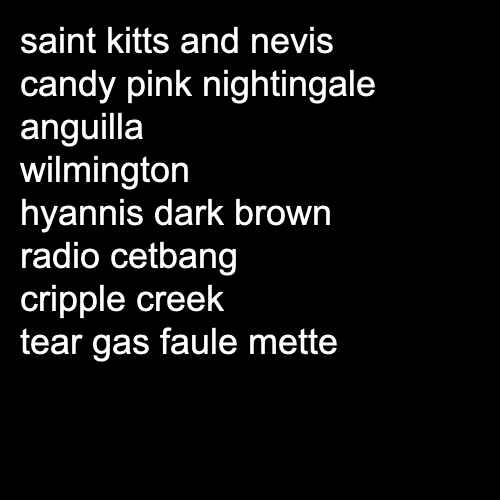 saint kitts and nevis
candy pink nightingale
anguilla
wilmington
hyannis dark brown
radio cetbang
cripple creek
tear gas faule mette